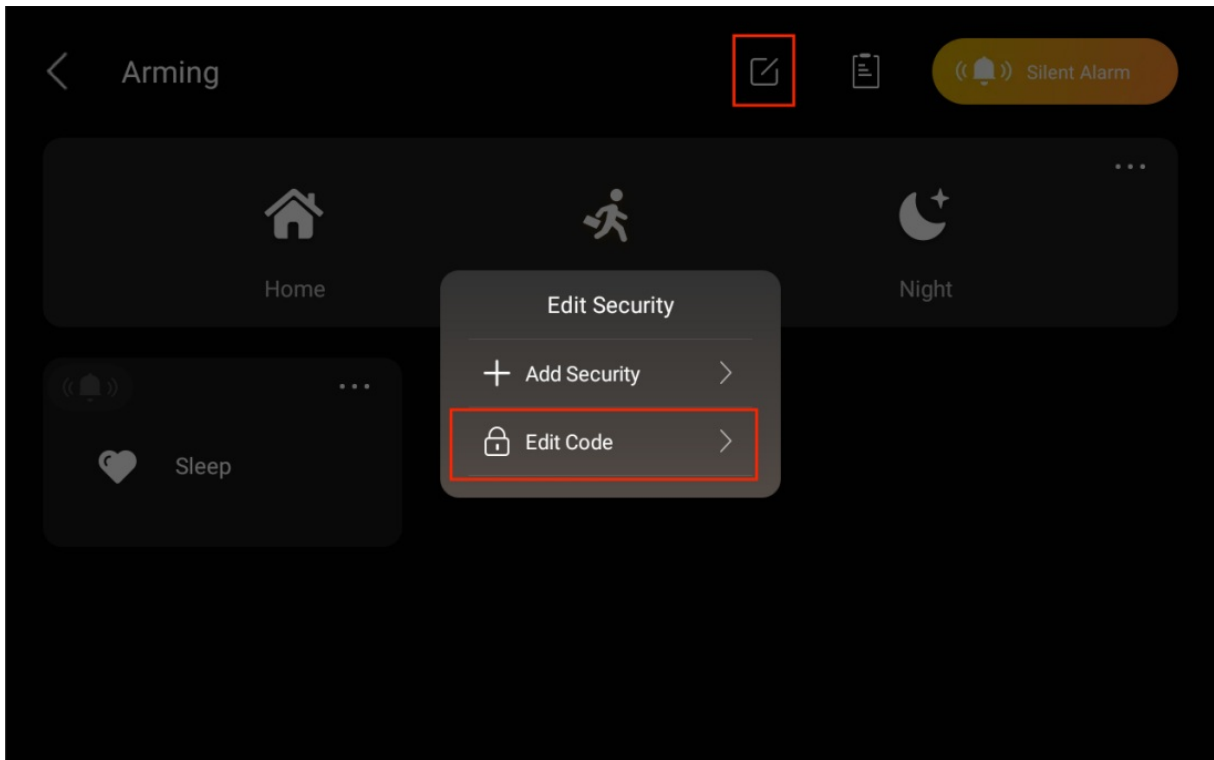 Arming
Silent Alarm
Home
Night
Edit Security
Add Security
Edit Code
Sleep